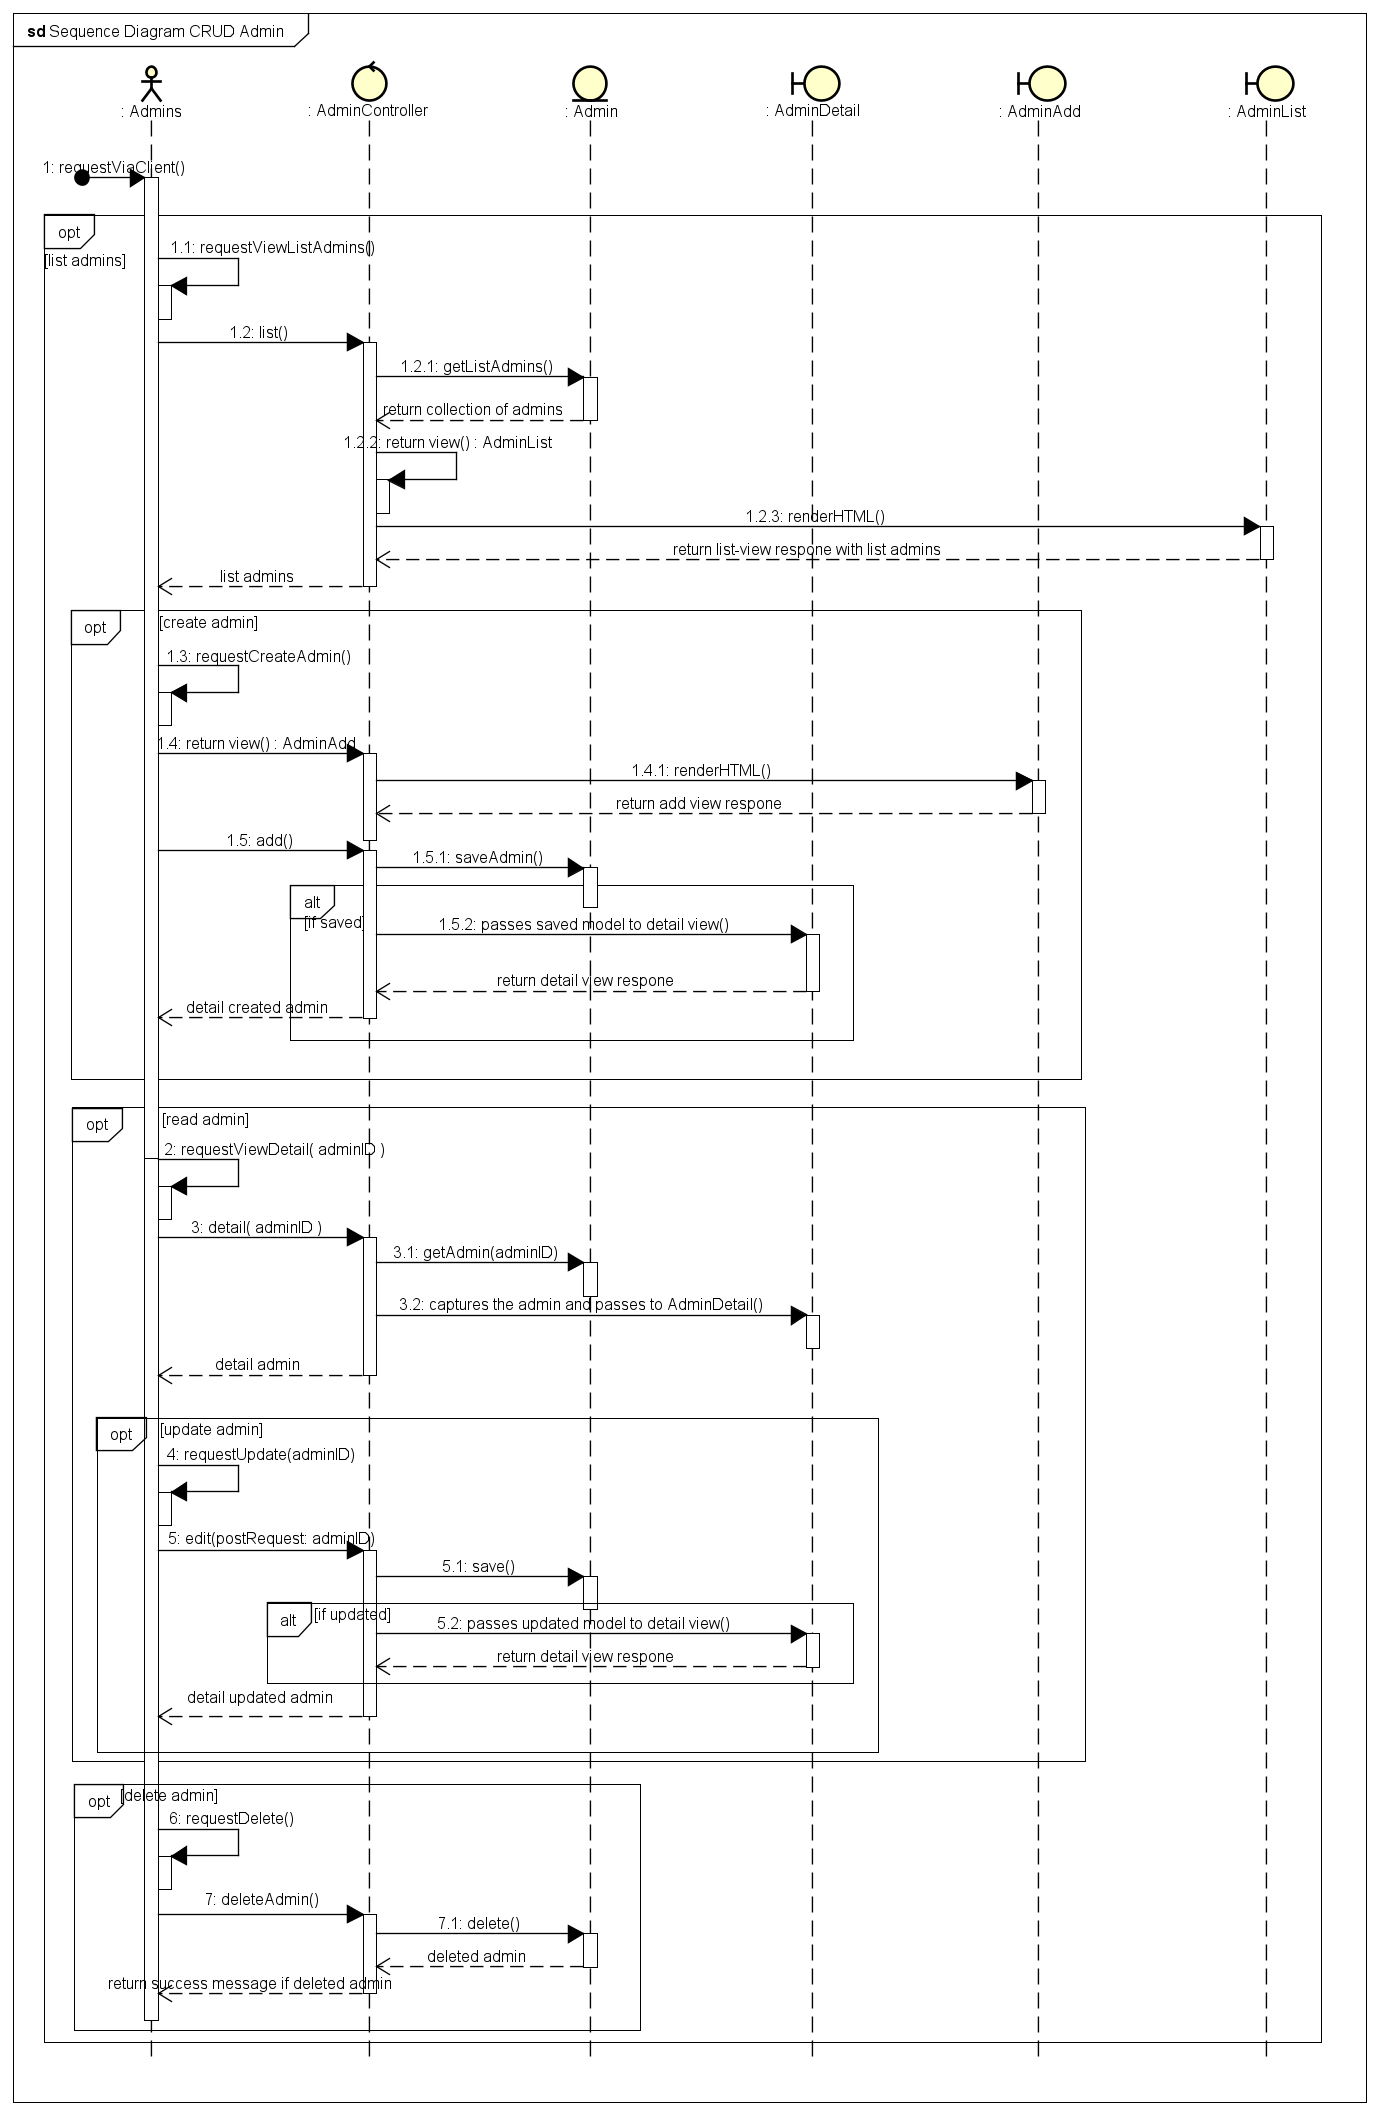 sd Sequence Diagram CRUD Admin
: Admins
: AdminController
: Admin
: AdminDetail
: AdminAdd
: AdminList
1: requestViaClient()
opt
[list admins]
1.1: requestViewListAdmins()
1.2: list()
1.2.1: getListAdmins()
return collection of admins
1.2.2: return view() : AdminList
1.2.3: renderHTML()
return list-view respone with list admins
list admins
opt
[create admin]
1.3: requestCreateAdmin()
1.4: return view() : AdminAdd
1.4.1: renderHTML()
return add view respone
1.5: add()
1.5.1: saveAdmin()
alt
[if saved]
1.5.2: passes saved model to detail view()
return detail view respone
detail created admin
opt
[read admin]
2: requestViewDetail( adminID )
3: detail( adminID )
3.1: getAdmin(adminID)
3.2: captures the admin and passes to AdminDetail()
detail admin
opt
[update admin]
4: requestUpdate(adminID)
5: edit(postRequest: adminID)
5.1: save()
alt
[if updated]
5.2: passes updated model to detail view()
return detail view respone
detail updated admin
opt
[delete admin]
6: requestDelete()
7: deleteAdmin()
7.1: delete()
deleted admin
return success message if deleted admin